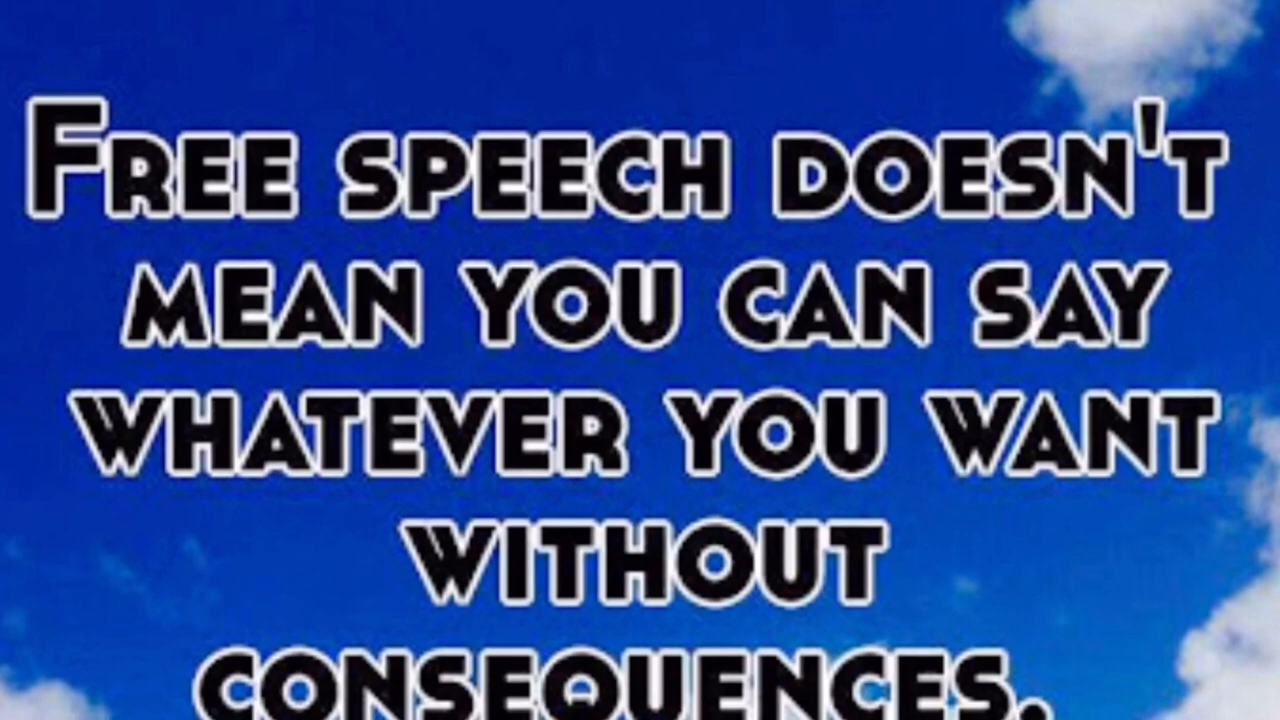 Free speech doesn't
mean you can say
whatever you want
without
consequences.